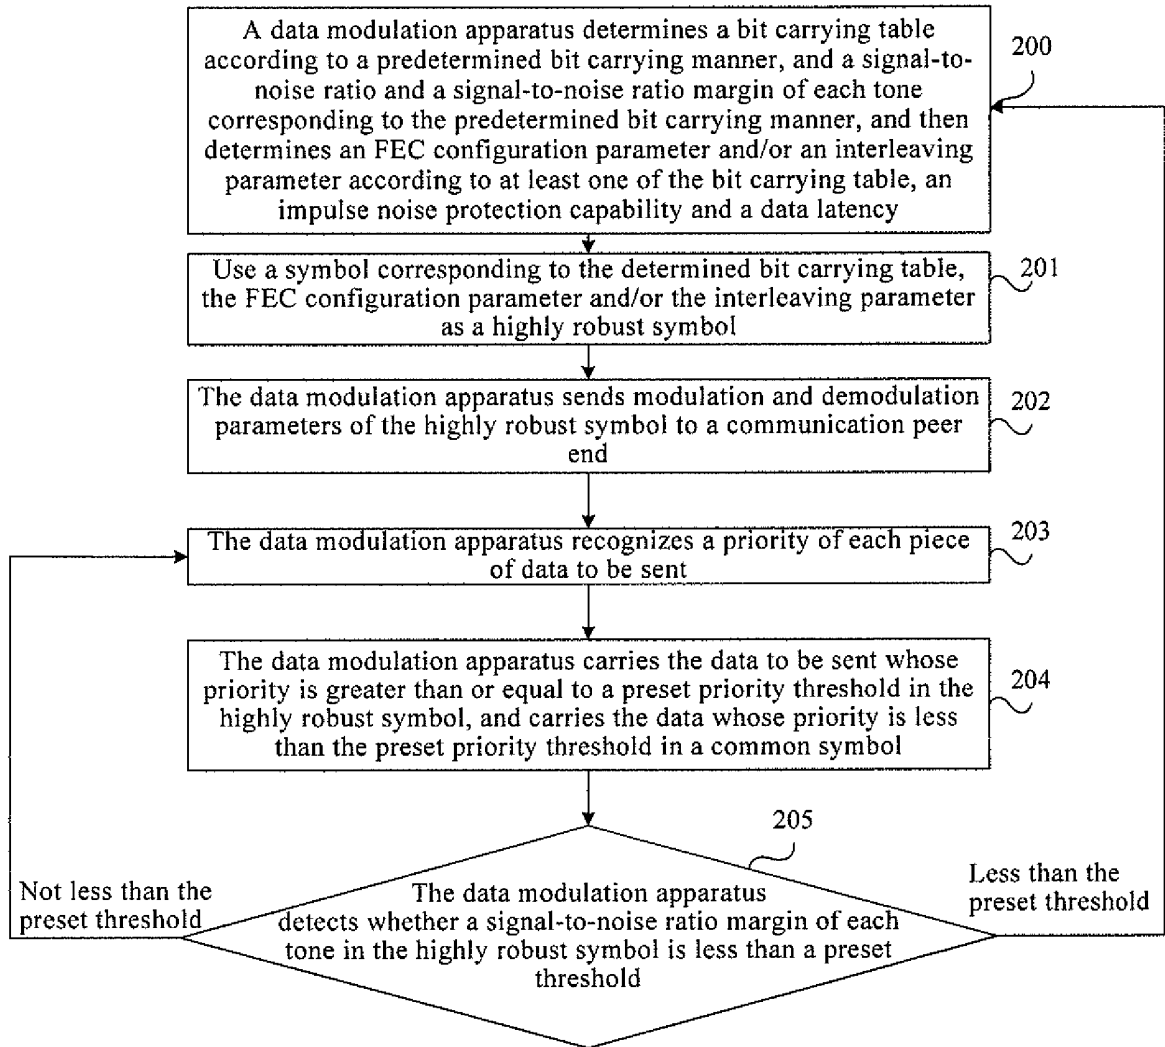 A data modulation apparatus determines a bit carrying table
according to a predetermined bit carrying manner, and a signal-to-
noise ratio and a signal-to-noise ratio margin of each tone
corresponding to the predetermined bit carrying manner, and then
determines an FEC configuration parameter and/or an interleaving
parameter according to at least one of the bit carrying table, an
impulse noise protection capability and a data latency
200
Use a symbol corresponding to the determined bit carrying table,
the FEC configuration parameter and/or the interleaving parameter
as a highly robust symbol
201
The data modulation apparatus sends modulation and demodulation
parameters of the highly robust symbol to a communication peer
end
202
The data modulation apparatus recognizes a priority of each piece
of data to be sent
203
The data modulation apparatus carries the data to be sent whose
priority is greater than or equal to a preset priority threshold in the
highly robust symbol, and carries the data whose priority is less
than the preset priority threshold in a common symbol
204
205
Not less than the
preset threshold
The data modulation apparatus
detects whether a signal-to-noise ratio margin of each
tone in the highly robust symbol is less than a preset
threshold
Less than the
preset threshold